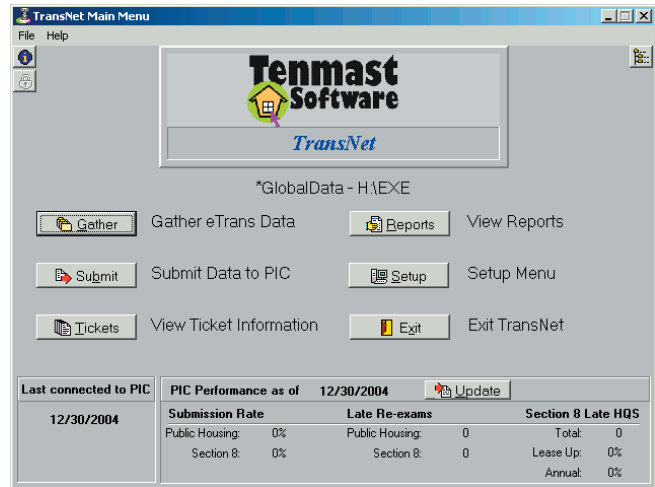 TransNet Main Menu
File Help
Tenmast
Software
TransNet
*GlobalData - H:\EXE
Gather Gather eTrans Data Reports View Reports
Submit Submit Data to PIC Setup Setup Menu
Tickets View Ticket Information Exit Exit TransNet
Last connected to PIC PIC Performance as of 12/30/2004 Update
12/30/2004 Submission Rate Late Re-exams Section 8 Late HQS
Public Housing: 0% Public Housing: 0 Total: 0
Section 8: 0% Section 8: 0 Lease Up: 0%
Annual: 0%